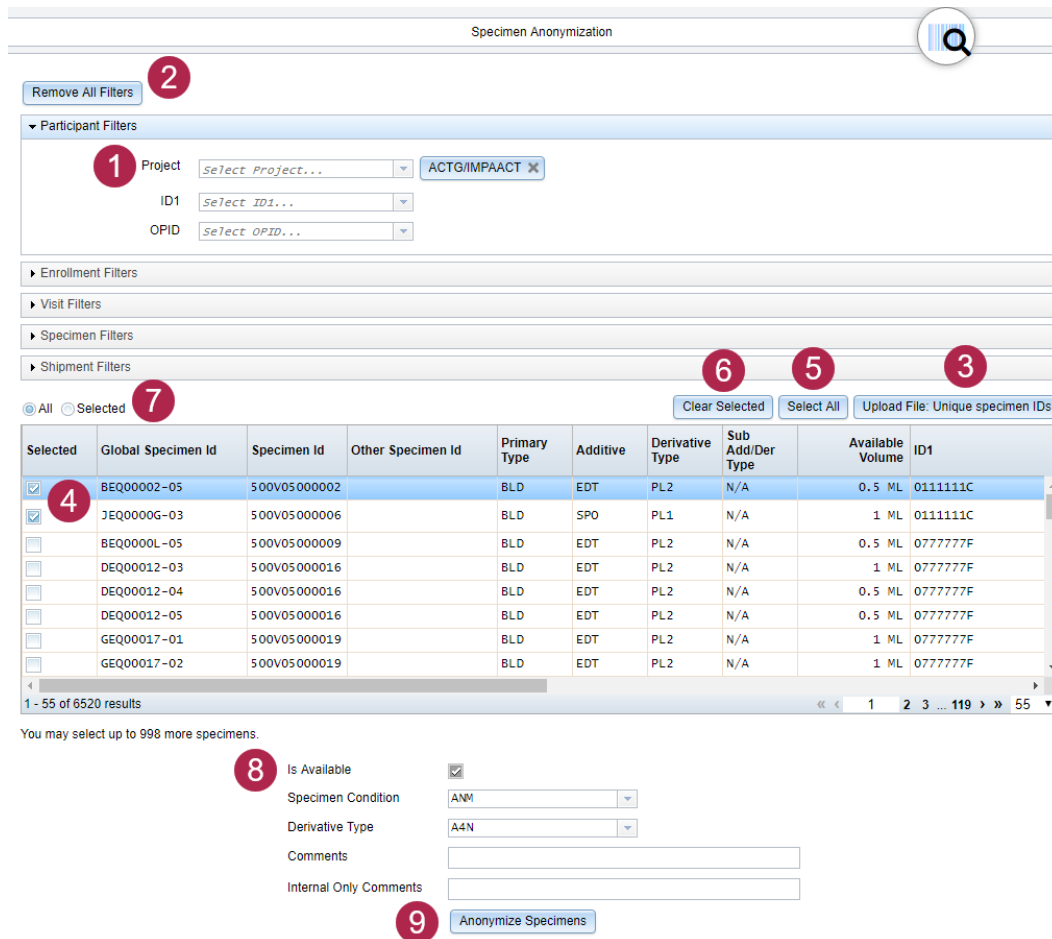 Specimen Anonymization
2
Remove All Filters
Participant Filters
1 Project Select Project... ACTG/IMPAACT
ID1 Select ID1...
OPID Select OPID...
Enrollment Filters
Visit Filters
Specimen Filters
Shipment Filters
6 5 3
All Selected 7 Clear Selected Select All Upload File: Unique specimen IDs
Selected Global Specimen Id Specimen Id Other Specimen Id Primary Type Additive Derivative Type Sub Add/Der Type Available Volume ID1
BEQ00002-05 500V05000002 BLD EDT PL2 N/A 0.5 ML 0111111C
4
JEQ0000G-03 500V05000006 BLD SPO PL1 N/A 1 ML 0111111C
BEQ0000L-05 500V05000009 BLD EDT PL2 N/A 0.5 ML 0777777F
DEQ00012-03 500V05000016 BLD EDT PL2 N/A 1 ML 0777777F
DEQ00012-04 500V05000016 BLD EDT PL2 N/A 0.5 ML 0777777F
DEQ00012-05 500V05000016 BLD EDT PL2 N/A 0.5 ML 0777777F
GEQ00017-01 500V05000019 BLD EDT PL2 N/A 1 ML 0777777F
GEQ00017-02 500V05000019 BLD EDT PL2 N/A 1 ML 0777777F
1 - 55 of 6520 results « ‹ 1 2 3 ... 119 › » 55
You may select up to 998 more specimens.
8 Is Available
Specimen Condition ANM
Derivative Type A4N
Comments
Internal Only Comments
9 Anonymize Specimens